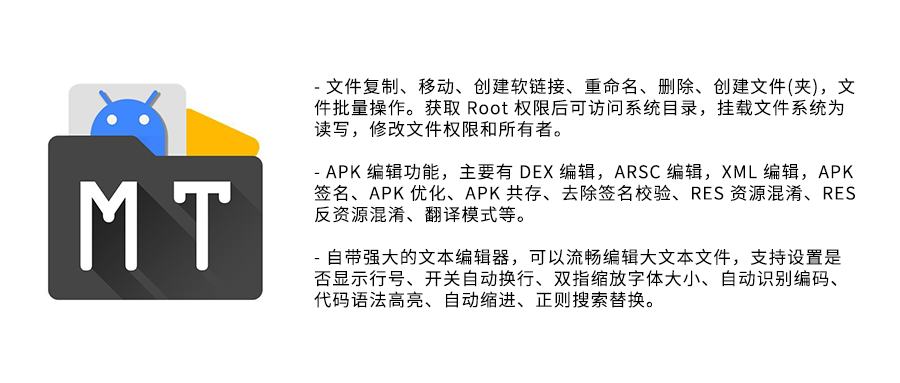 MT
- 文件复制、移动、创建软链接、重命名、删除、创建文件(夹)，文
件批量操作。获取 Root 权限后可访问系统目录，挂载文件系统为
读写，修改文件权限和所有者。
- APK 编辑功能，主要有 DEX 编辑，ARSC 编辑，XML 编辑，APK
签名、APK 优化、APK 共存、去除签名校验、RES 资源混淆、RES
反资源混淆、翻译模式等。
- 自带强大的文本编辑器，可以流畅编辑大文本文件，支持设置是
否显示行号、开关自动换行、双指缩放字体大小、自动识别编码、
代码语法高亮、自动缩进、正则搜索替换。